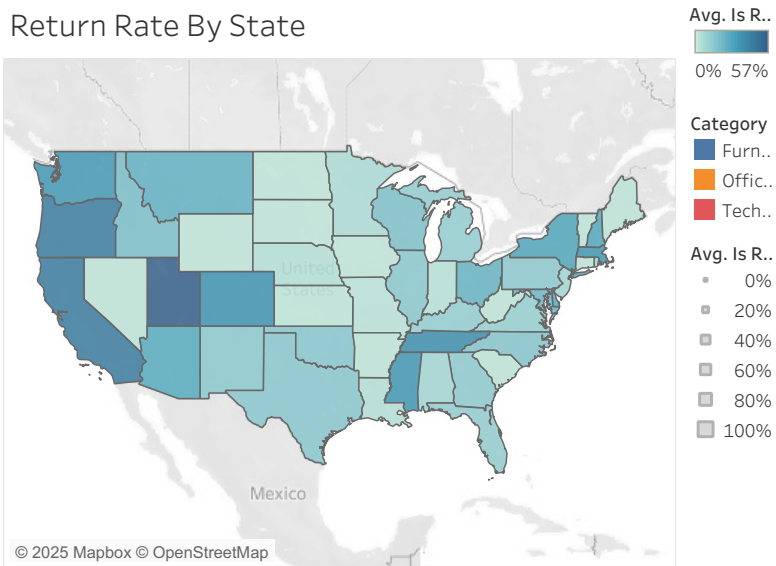 Return Rate By State
Avg. Is R..
0% 57%
Category
Furn..
Offic..
Tech..
Avg. Is R..
0%
20%
40%
60%
80%
100%
United
States
Mexico
© 2025 Mapbox © OpenStreetMap